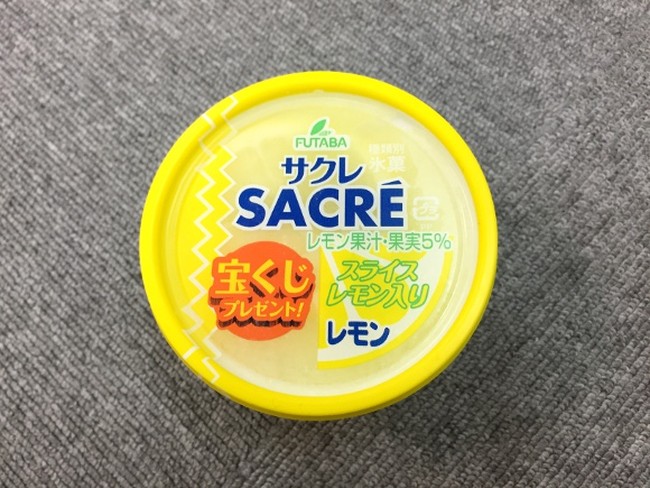 FUTABA
種類別
氷菓
サクレ
SACRÉ
プラ
レモン果汁・果実5%
宝くじ
プレゼント!
スライス
レモン入り
レモン